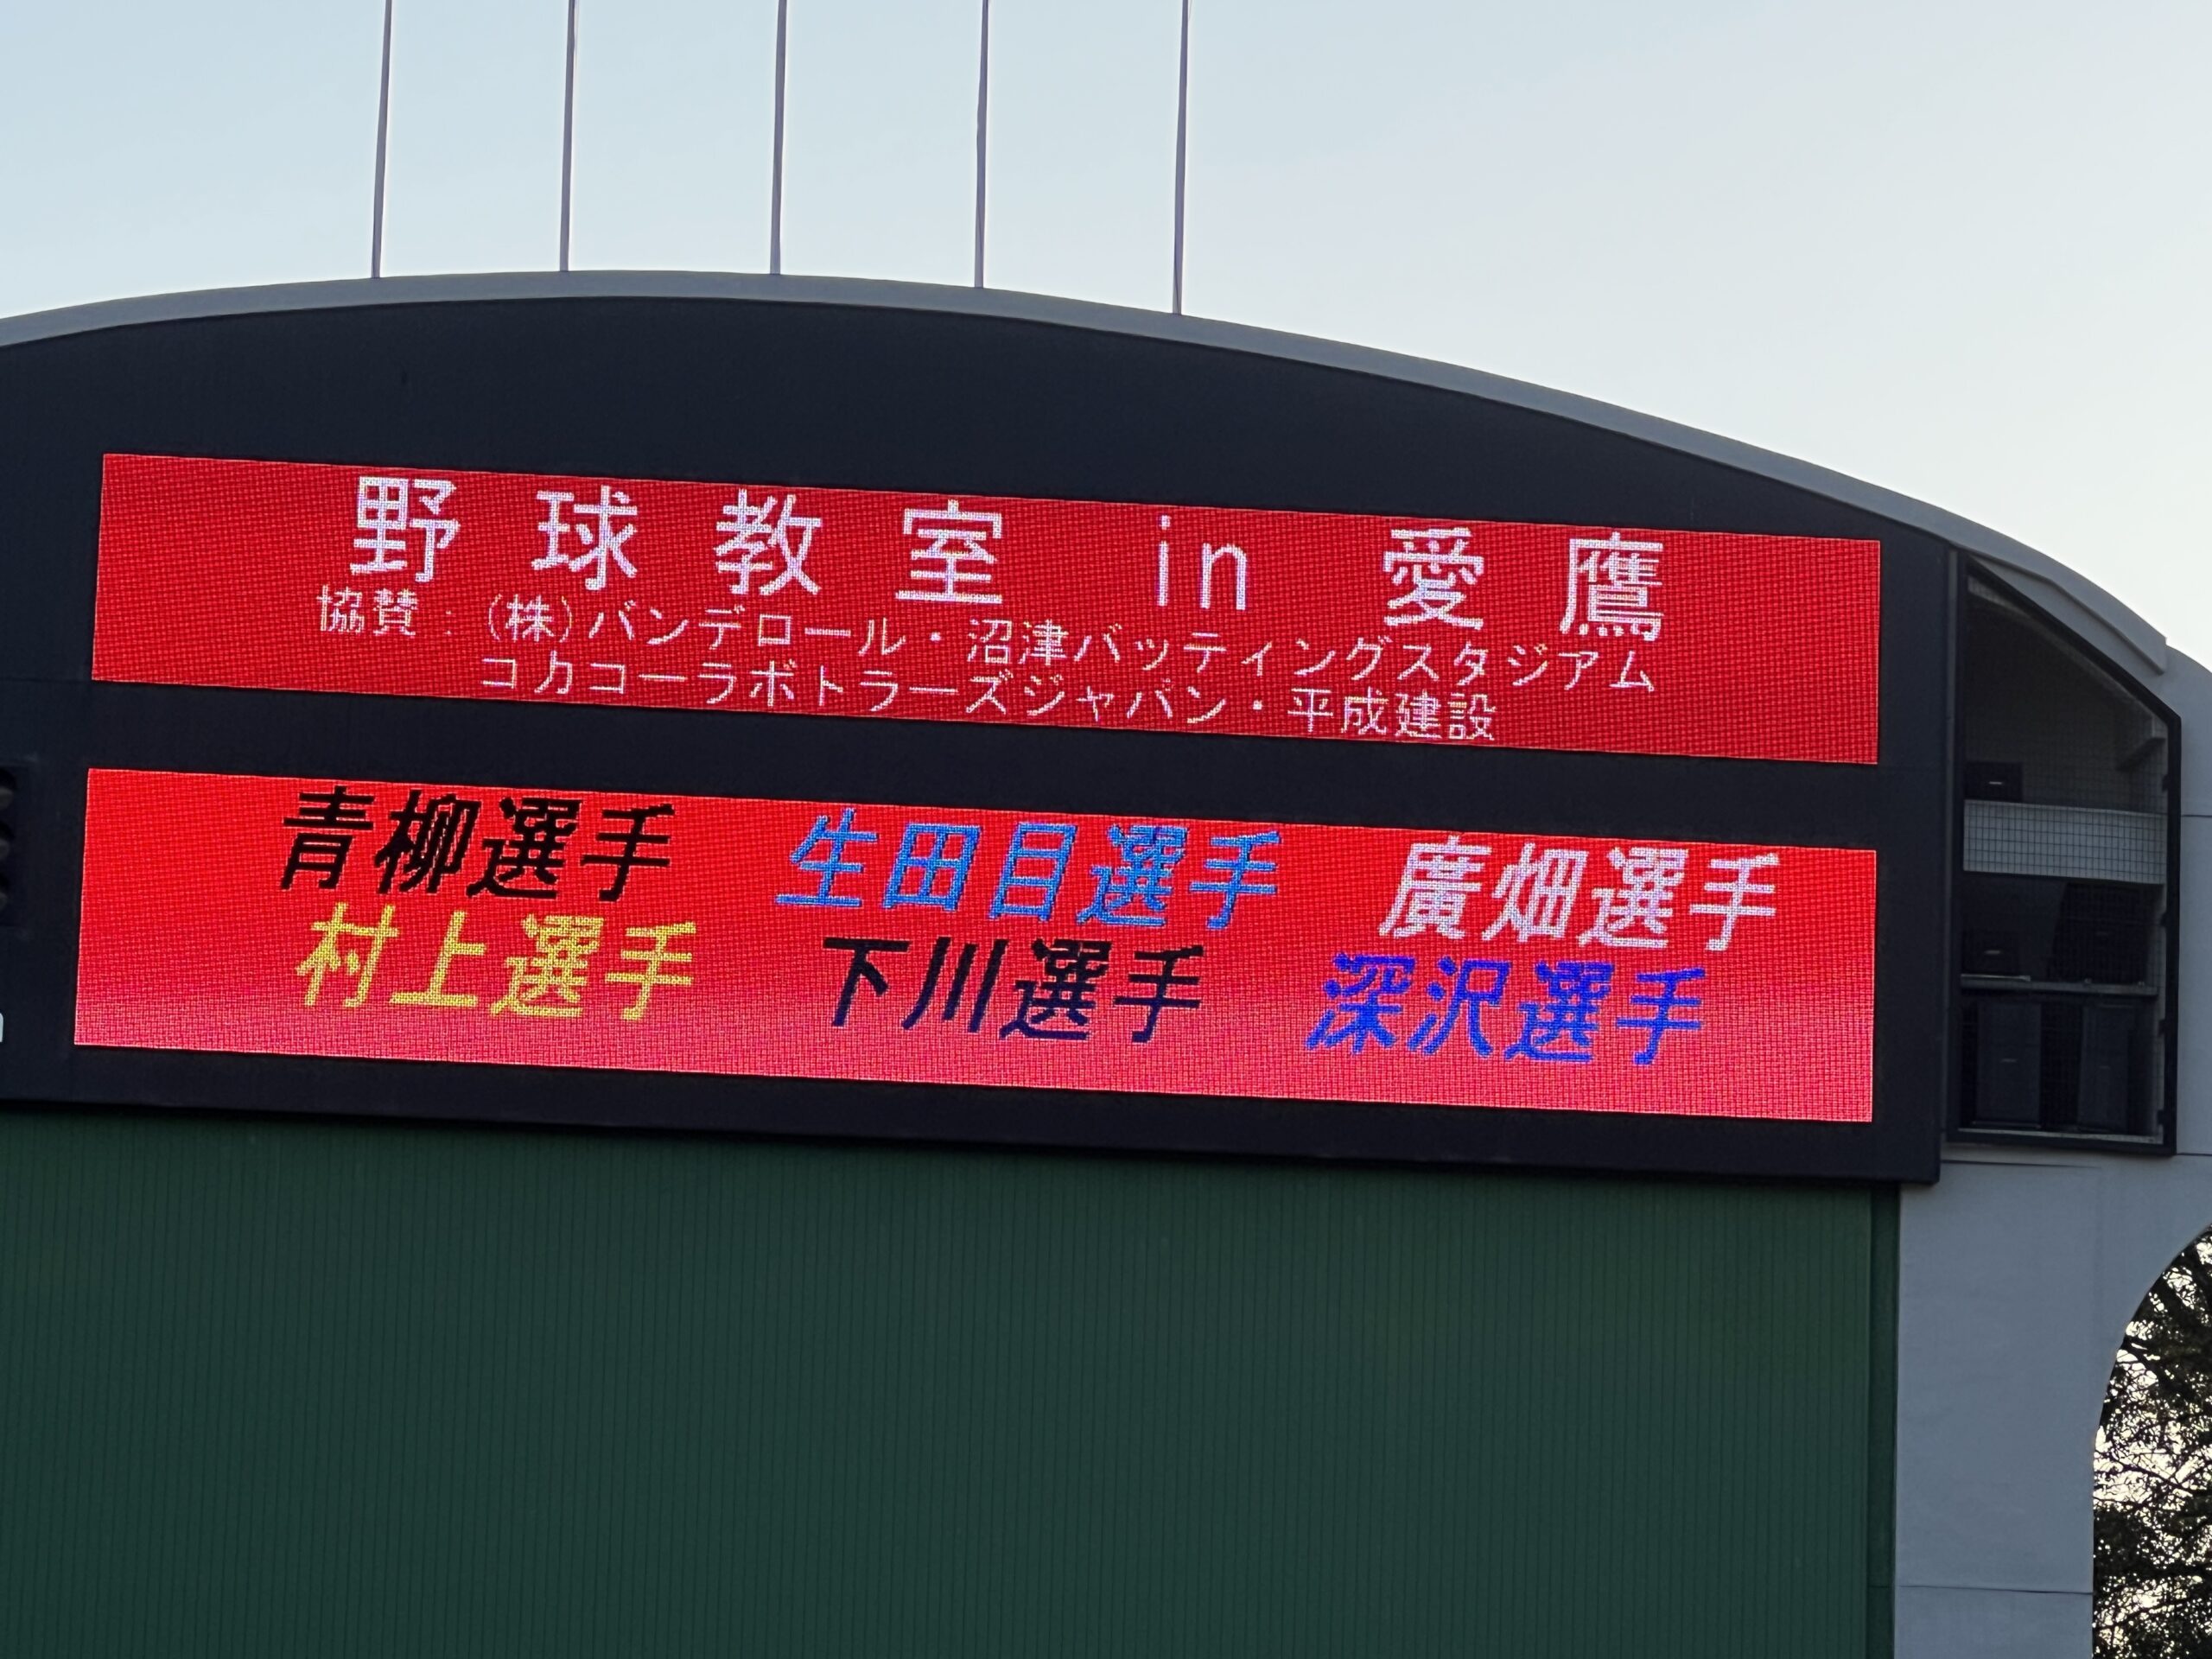 野球教室 in 愛鷹
協賛：(株)バンデロール・沼津バッティングスタジアム
コカコーラボトラーズジャパン・平成建設
青柳選手 生田目選手 廣畑選手
村上選手 下川選手 深沢選手